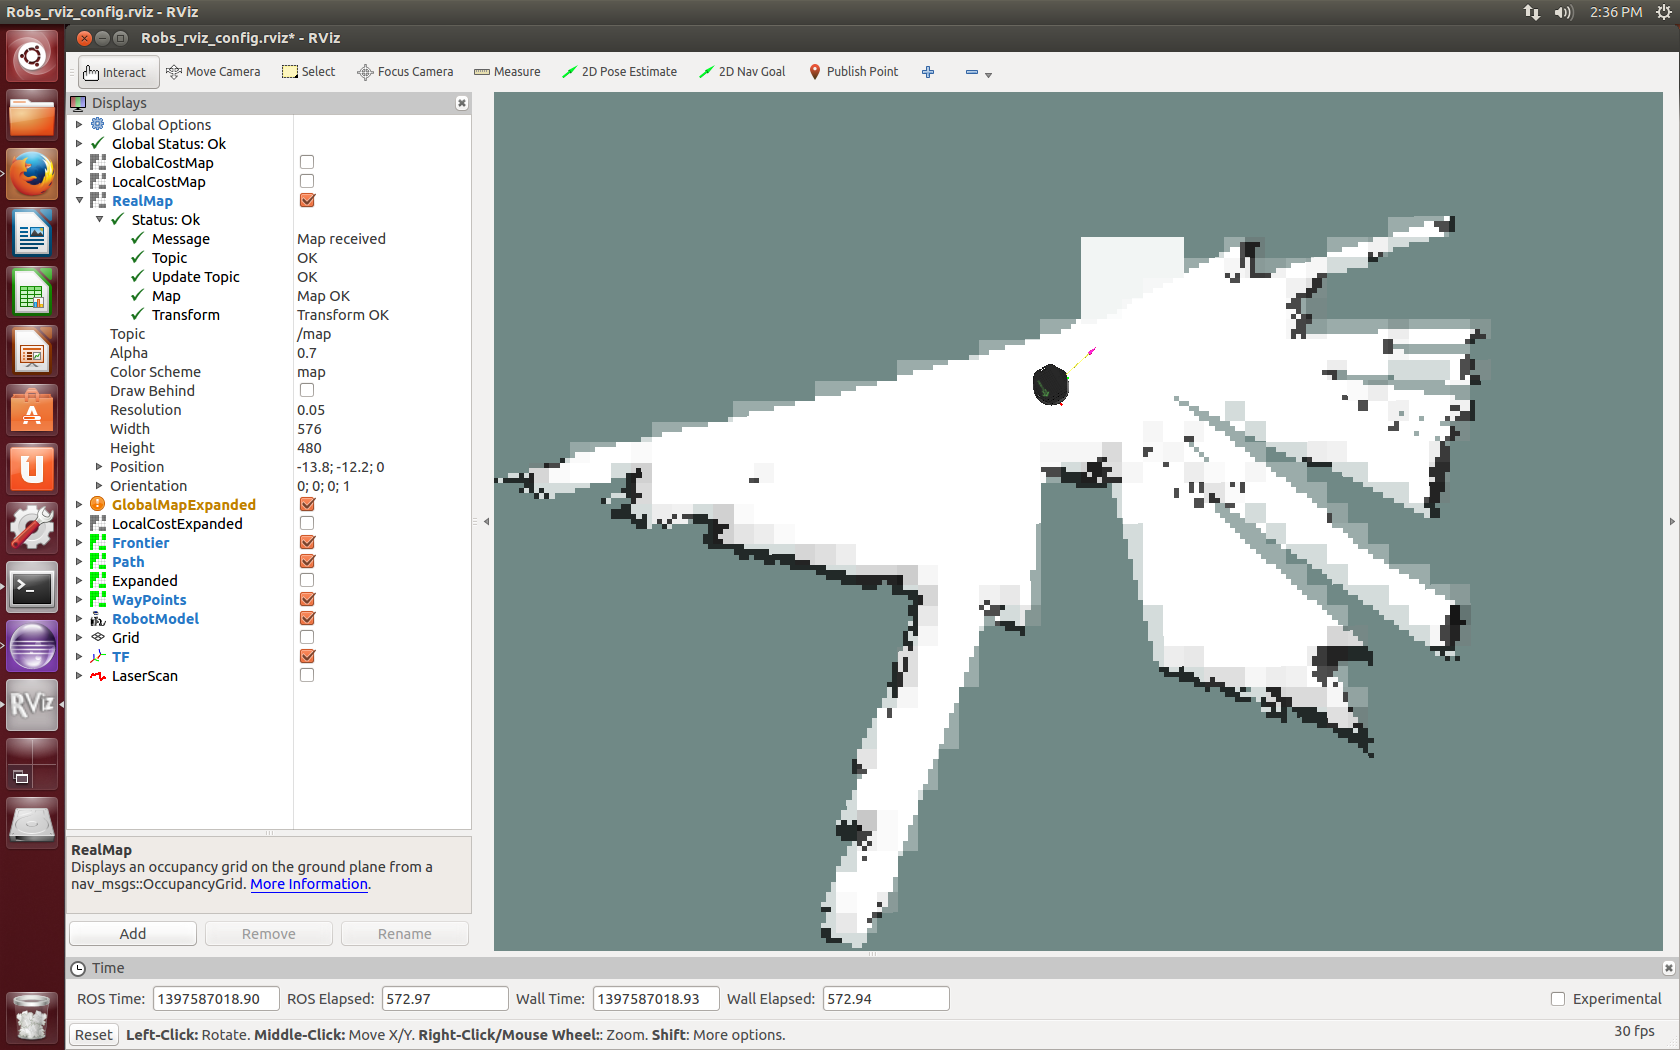 Robs_rviz_config.rviz - RViz
2:36 PM
Robs_rviz_config.rviz* - RViz
Interact Move Camera Select Focus Camera Measure 2D Pose Estimate 2D Nav Goal Publish Point
Displays
Global Options
Global Status: Ok
GlobalCostMap
LocalCostMap
RealMap
Status: Ok
Message Map received
Topic OK
Update Topic OK
Map Map OK
Transform Transform OK
Topic /map
Alpha 0.7
Color Scheme map
Draw Behind
Resolution 0.05
Width 576
Height 480
Position -13.8; -12.2; 0
Orientation 0; 0; 0; 1
GlobalMapExpanded
LocalCostExpanded
Frontier
Path
Expanded
WayPoints
RobotModel
Grid
TF
LaserScan
RViz
RealMap
Displays an occupancy grid on the ground plane from a
nav_msgs::OccupancyGrid. More Information.
Add Remove Rename
Time
ROS Time: 1397587018.90 ROS Elapsed: 572.97 Wall Time: 1397587018.93 Wall Elapsed: 572.94 Experimental
Reset Left-Click: Rotate. Middle-Click: Move X/Y. Right-Click/Mouse Wheel:: Zoom. Shift: More options. 30 fps